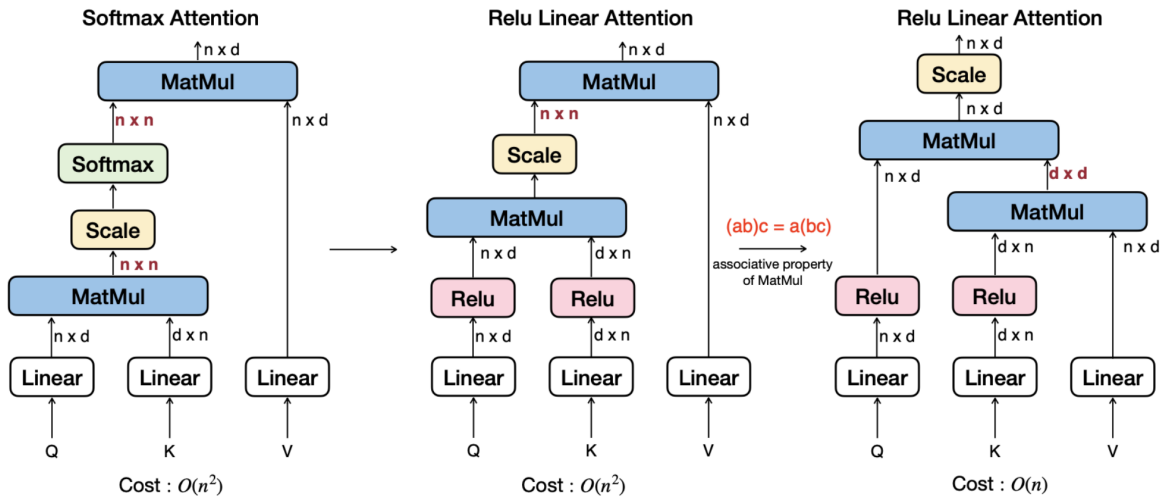 Softmax Attention
n x d
MatMul
n x n
n x d
Softmax
Scale
n x n
MatMul
n x d
d x n
Linear
Linear
Linear
Q
K
V
Cost : O(n²)
Relu Linear Attention
n x d
MatMul
n x n
n x d
Scale
MatMul
n x d
d x n
Relu
Relu
n x d
d x n
Linear
Linear
Linear
Q
K
V
Cost : O(n²)
(ab)c = a(bc)
associative property
of MatMul
Relu Linear Attention
n x d
Scale
n x d
MatMul
n x d
d x d
MatMul
d x n
n x d
Relu
Relu
n x d
d x n
Linear
Linear
Linear
Q
K
V
Cost : O(n)